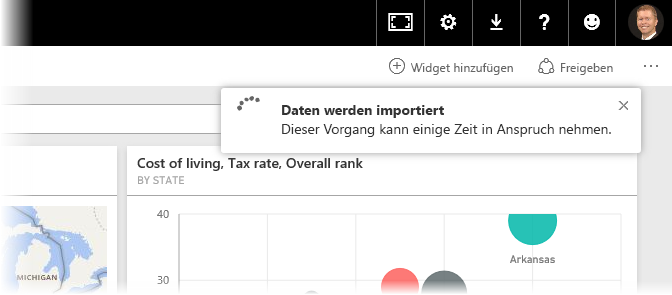 Widget hinzufügen
Freigeben
Daten werden importiert
Dieser Vorgang kann einige Zeit in Anspruch nehmen.
Cost of living, Tax rate, Overall rank
BY STATE
40
Arkansas
MICHIGAN
30